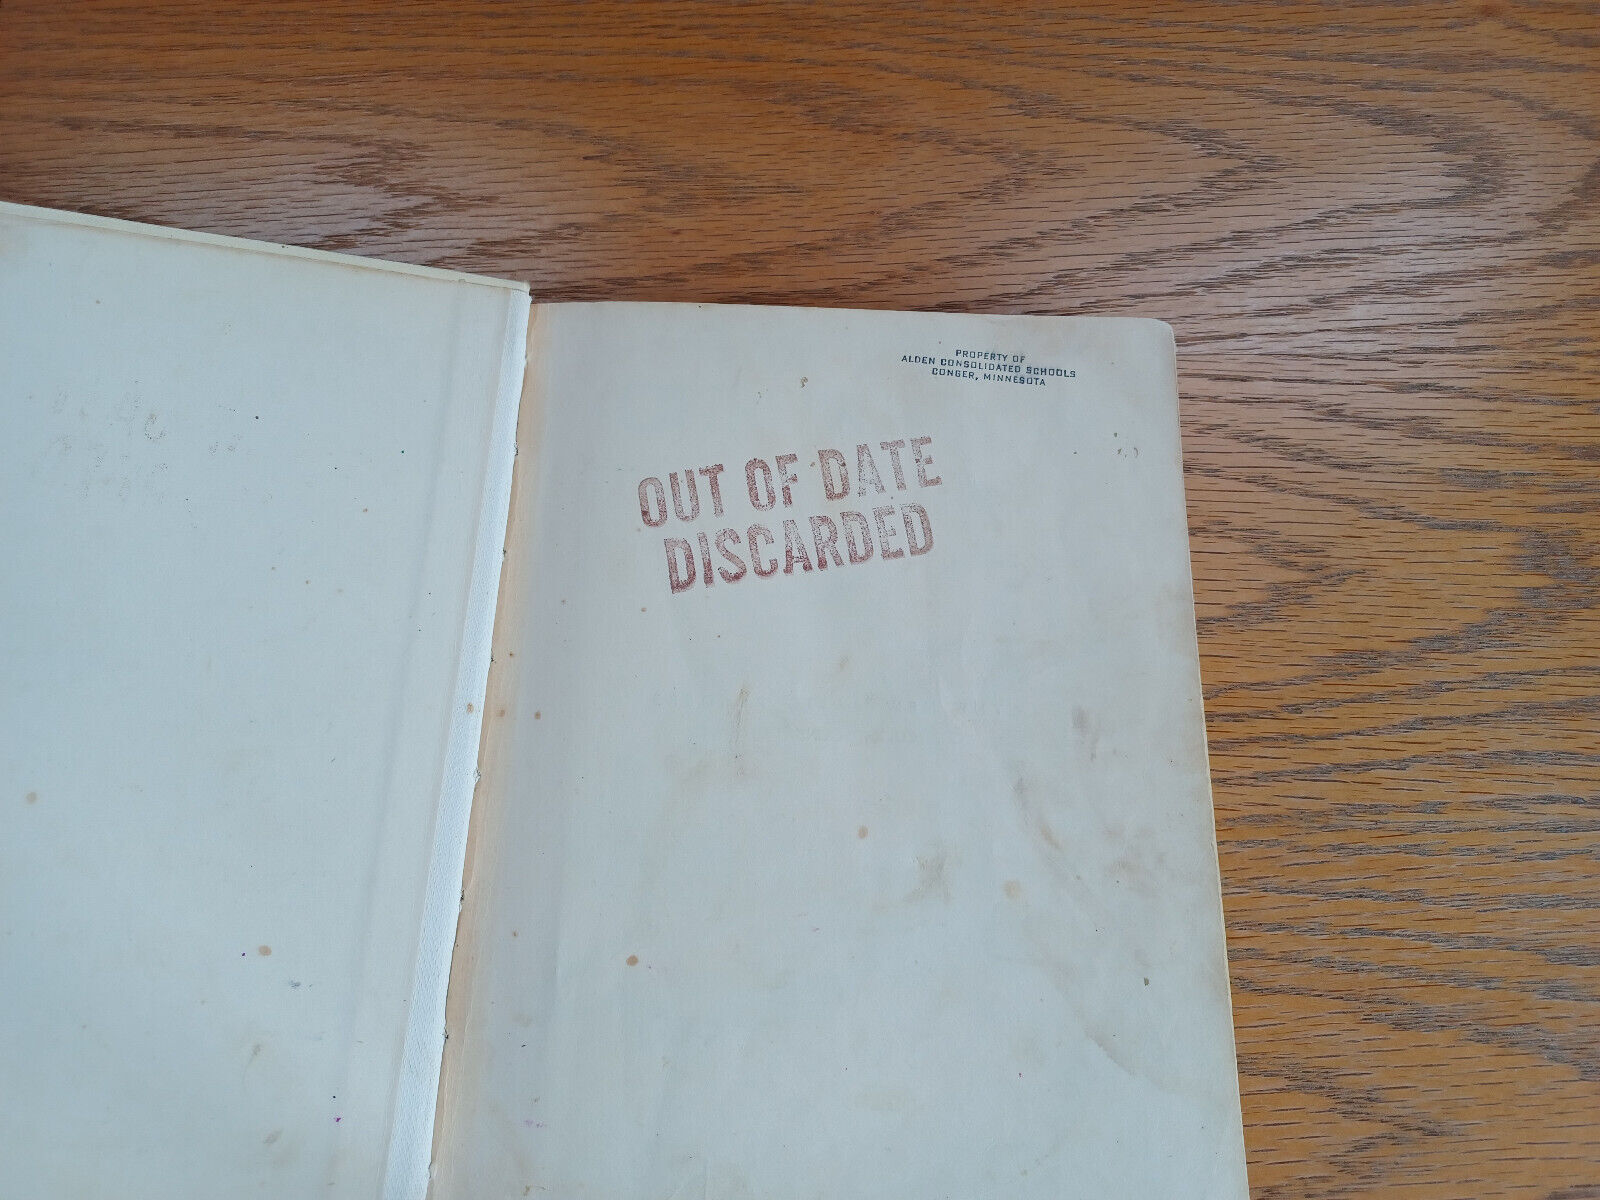 PROPERTY OF
ALDEN CONSOLIDATED SCHOOLS
CONGER, MINNESOTA
OUT OF DATE
DISCARDED